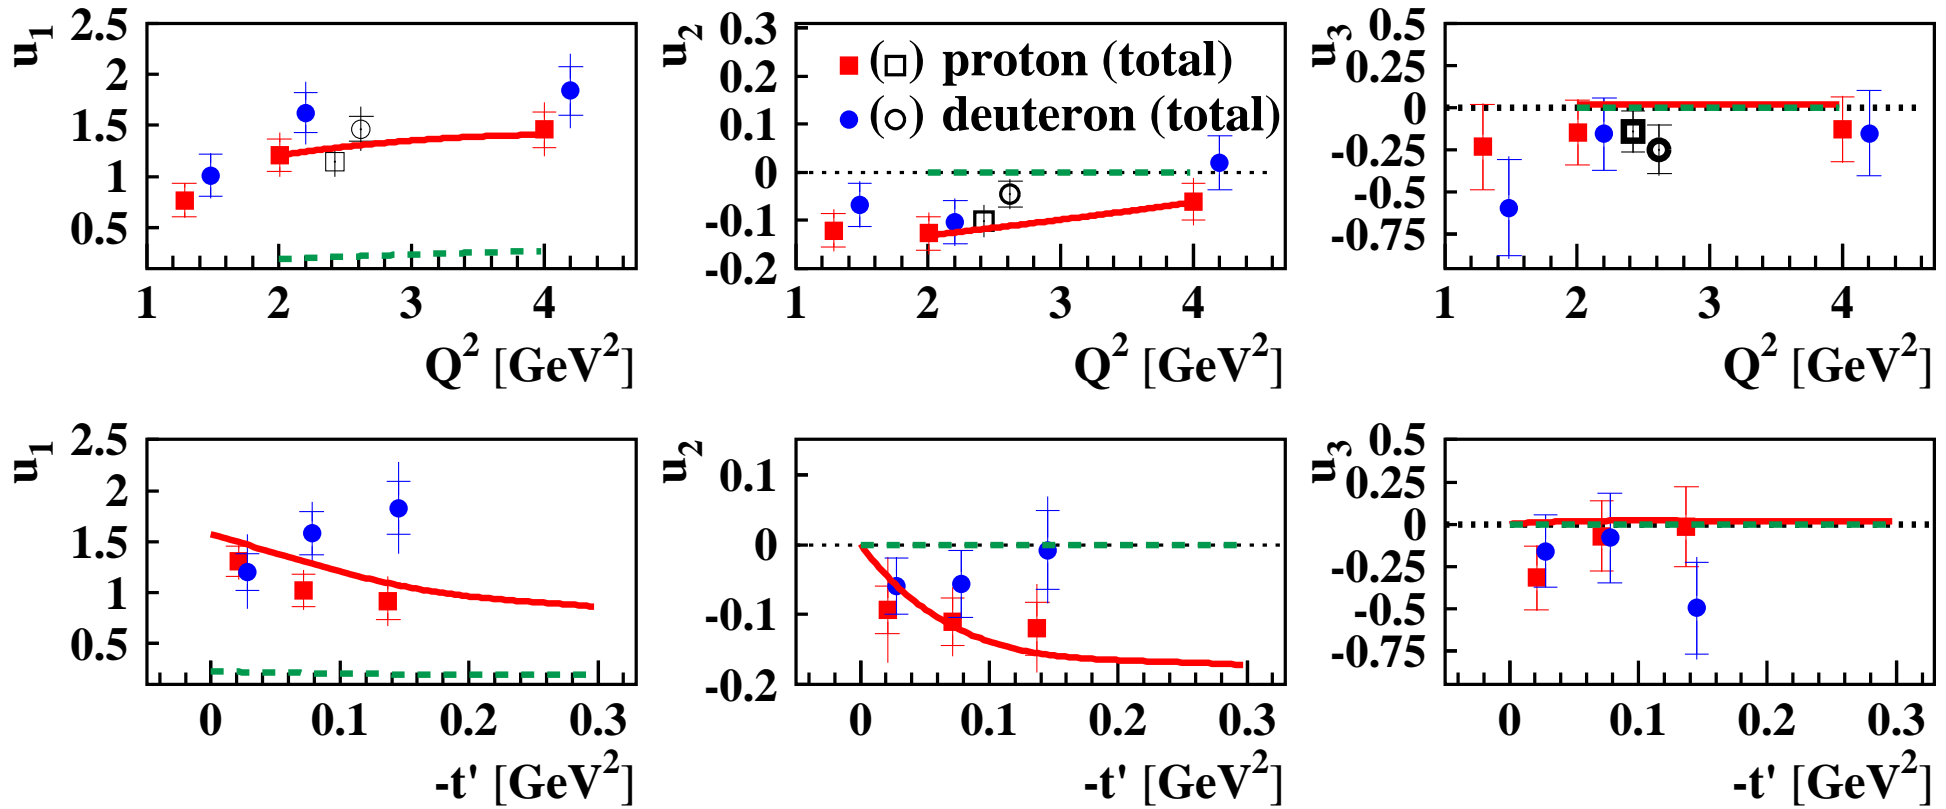 u1
2.5
2
1.5
1
0.5
1 2 3 4
Q2 [GeV2]
u2
0.3
0.2
0.1
0
-0.1
-0.2
( ) proton (total)
( ) deuteron (total)
1 2 3 4
Q2 [GeV2]
u3
0.5
0.25
0
-0.25
-0.5
-0.75
1 2 3 4
Q2 [GeV2]
u1
2.5
2
1.5
1
0.5
0 0.1 0.2 0.3
-t' [GeV2]
u2
0.1
0
-0.1
-0.2
0 0.1 0.2 0.3
-t' [GeV2]
u3
0.5
0.25
0
-0.25
-0.5
-0.75
0 0.1 0.2 0.3
-t' [GeV2]